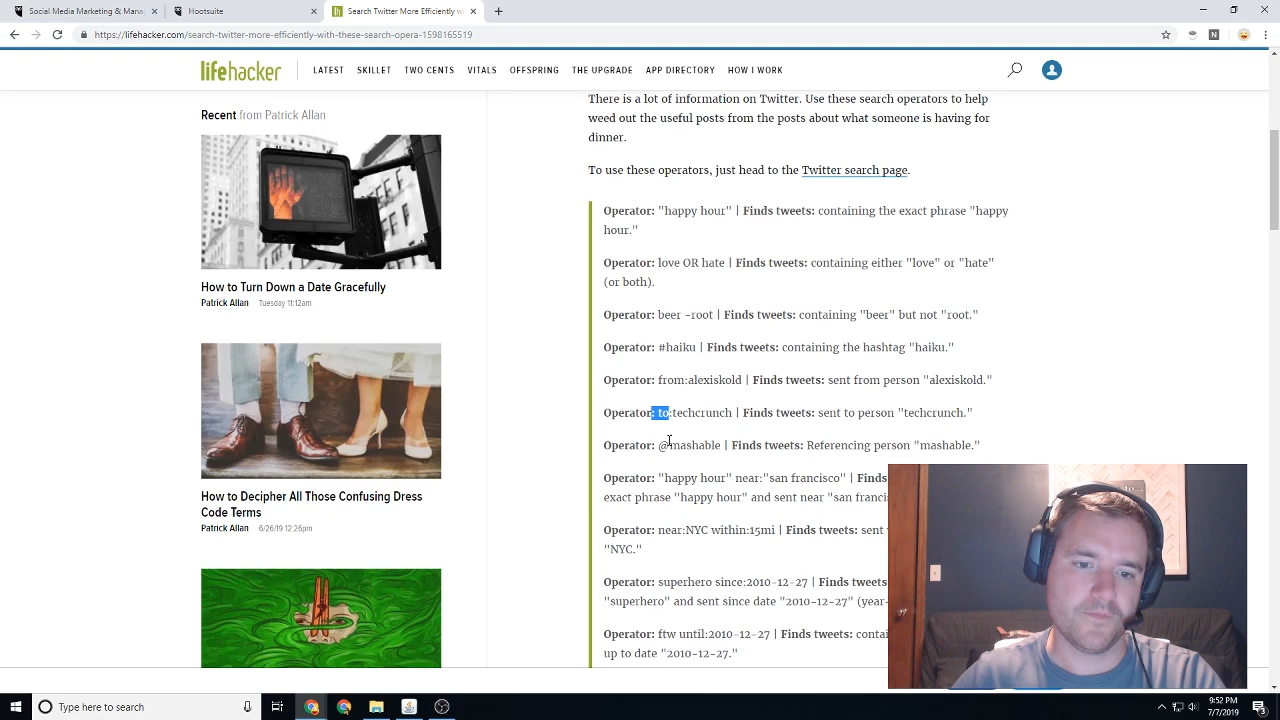 Social Media Marketing & Manag
Hootsuite
Search Twitter More Efficiently w
https://lifehacker.com/search-twitter-more-efficiently-with-these-search-opera-1598165519
lifehacker
LATEST SKILLET TWO CENTS VITALS OFFSPRING THE UPGRADE APP DIRECTORY HOW I WORK
Recent from Patrick Allan
How to Turn Down a Date Gracefully
Patrick Allan Tuesday 11:12am
How to Decipher All Those Confusing Dress
Code Terms
Patrick Allan 6/26/19 12:26pm
There is a lot of information on Twitter. Use these search operators to help
weed out the useful posts from the posts about what someone is having for
dinner.
To use these operators, just head to the Twitter search page.
Operator: "happy hour" | Finds tweets: containing the exact phrase "happy
hour."
Operator: love OR hate | Finds tweets: containing either "love" or "hate"
(or both).
Operator: beer -root | Finds tweets: containing "beer" but not "root."
Operator: #haiku | Finds tweets: containing the hashtag "haiku."
Operator: from:alexiskold | Finds tweets: sent from person "alexiskold."
Operator: to:techcrunch | Finds tweets: sent to person "techcrunch."
Operator: @mashable | Finds tweets: Referencing person "mashable."
Operator: "happy hour" near:"san francisco" | Finds
exact phrase "happy hour" and sent near "san franci
Operator: near:NYC within:15mi | Finds tweets: sent
"NYC."
Operator: superhero since:2010-12-27 | Finds tweets:
"superhero" and sent since date "2010-12-27" (year-
Operator: ftw until:2010-12-27 | Finds tweets: contai
up to date "2010-12-27."
Type here to search
9:52 PM
7/7/2019